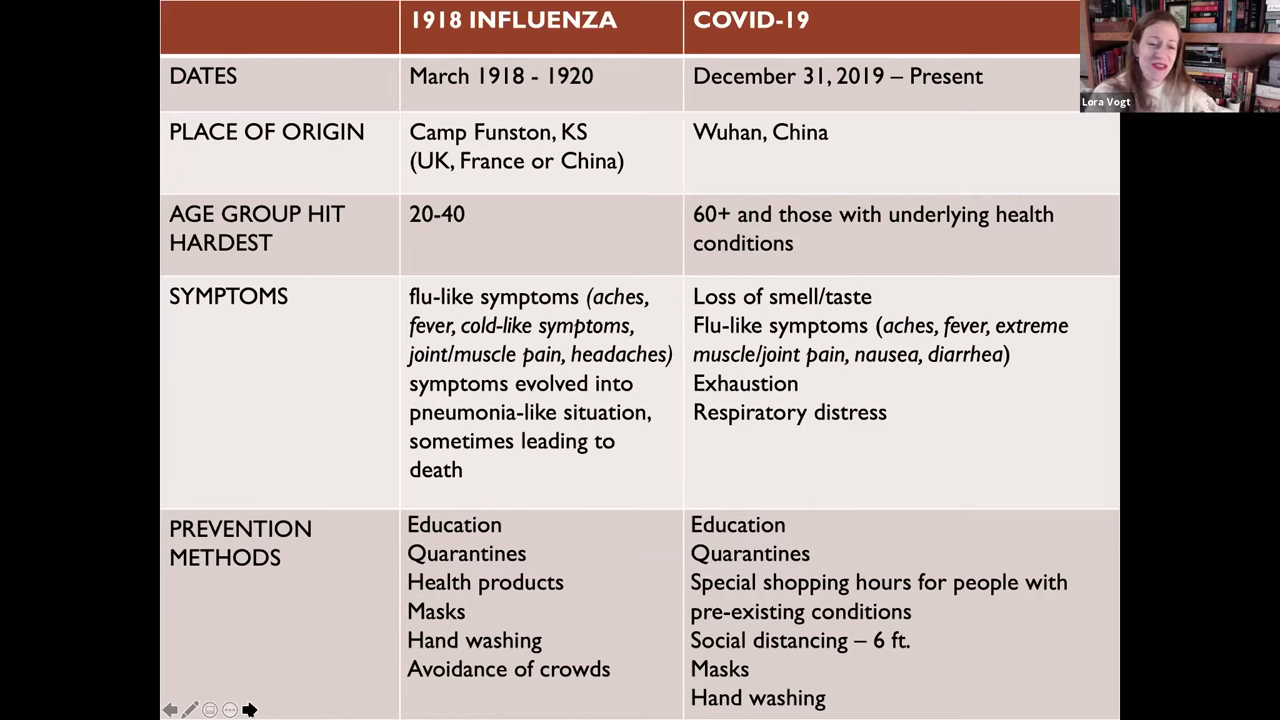 1918 INFLUENZA
COVID-19
Lora Vogt
DATES
March 1918 - 1920
December 31, 2019 – Present
PLACE OF ORIGIN
Camp Funston, KS
(UK, France or China)
Wuhan, China
AGE GROUP HIT
HARDEST
20-40
60+ and those with underlying health
conditions
SYMPTOMS
flu-like symptoms (aches,
fever, cold-like symptoms,
joint/muscle pain, headaches)
symptoms evolved into
pneumonia-like situation,
sometimes leading to
death
Loss of smell/taste
Flu-like symptoms (aches, fever, extreme
muscle/joint pain, nausea, diarrhea)
Exhaustion
Respiratory distress
PREVENTION
METHODS
Education
Quarantines
Health products
Masks
Hand washing
Avoidance of crowds
Education
Quarantines
Special shopping hours for people with
pre-existing conditions
Social distancing – 6 ft.
Masks
Hand washing